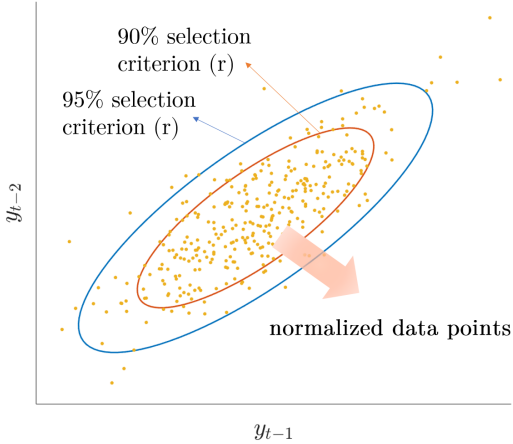 90% selection
criterion (r)
95% selection
criterion (r)
y_{t−2}
normalized data points
y_{t−1}